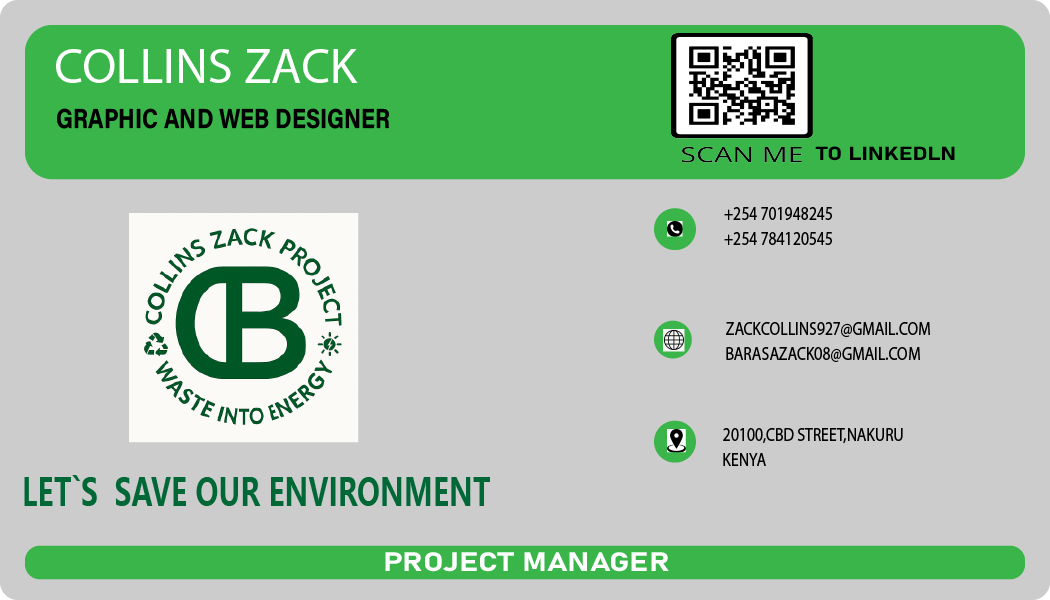 COLLINS ZACK
GRAPHIC AND WEB DESIGNER
SCAN ME TO LINKEDLN
+254 701948245
+254 784120545
COLLINS ZACK PROJECT
CB
WASTE INTO ENERGY
ZACKCOLLINS927@GMAIL.COM
BARASAZACK08@GMAIL.COM
20100,CBD STREET,NAKURU
KENYA
LET`S SAVE OUR ENVIRONMENT
PROJECT MANAGER